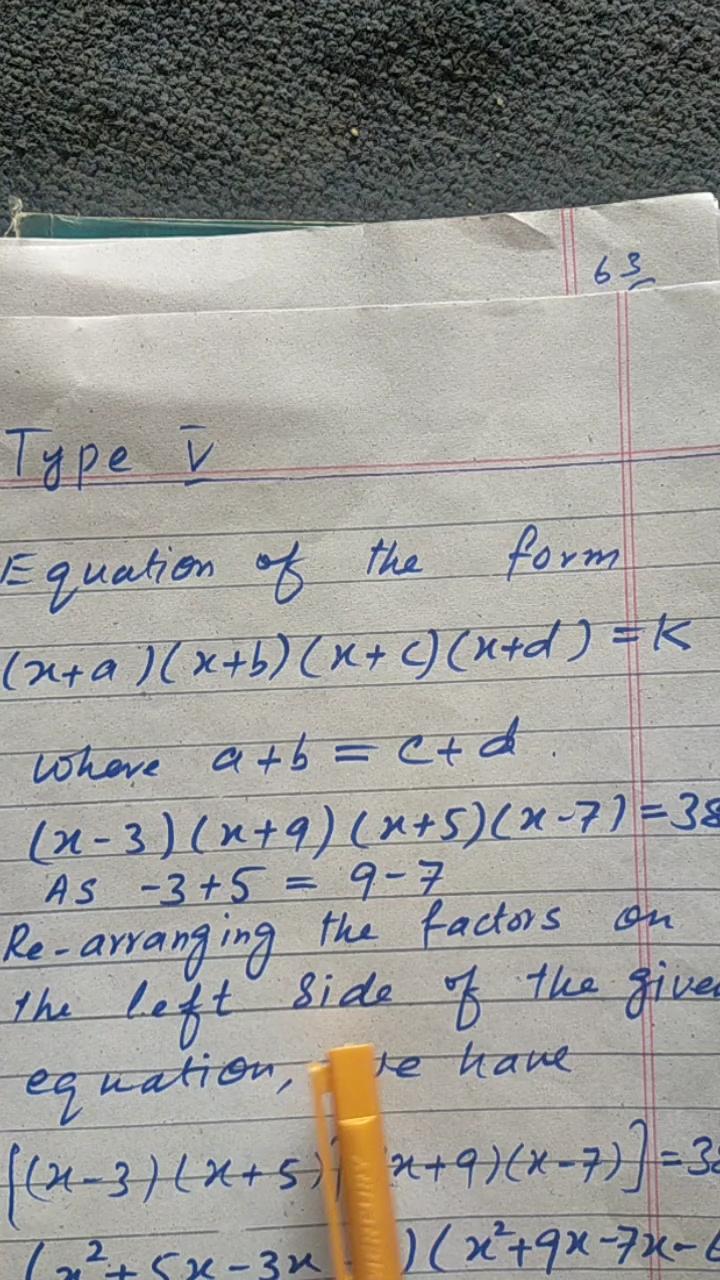 63
Type V
Equation of the form
(x+a)(x+b)(x+c)(x+d)=K
where a+b = c+d.
(x-3)(x+9)(x+5)(x-7)=38
As -3+5 = 9-7
Re-arranging the factors on
the left side of the given
equation, we have
[(x-3)(x+5)] x+9)(x-7)]=38
(x²+5x-3x )(x²+9x-7x-6